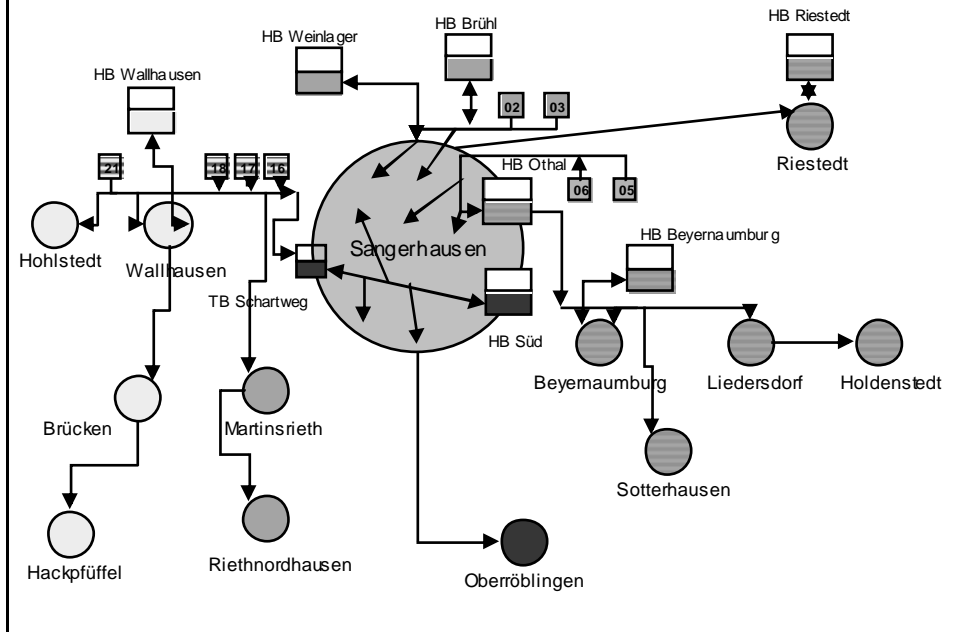 HB Brühl
HB Riestedt
HB Weinlager
HB Wallhausen
02
03
21
18
17
16
HB Othal
06
05
Riestedt
Sangerhausen
HB Beyernaumburg
Hohlstedt
Wallhausen
TB Schartweg
HB Süd
Beyernaumburg
Liedersdorf
Holdenstedt
Brücken
Martinsrieth
Sotterhausen
Hackpfüffel
Riethnordhausen
Oberröblingen